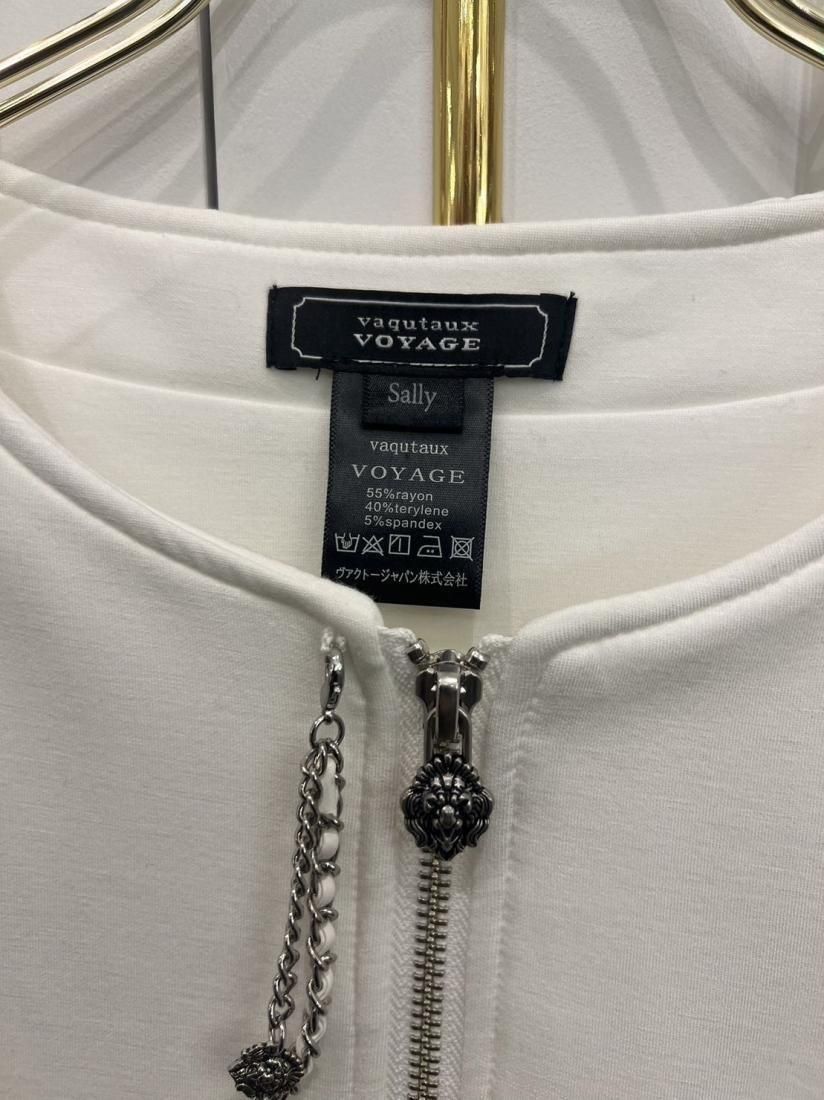 vaqutaux
VOYAGE
Sally
vaqutaux
VOYAGE
55%rayon
40%terylene
5%spandex
ヴァクトージャパン株式会社